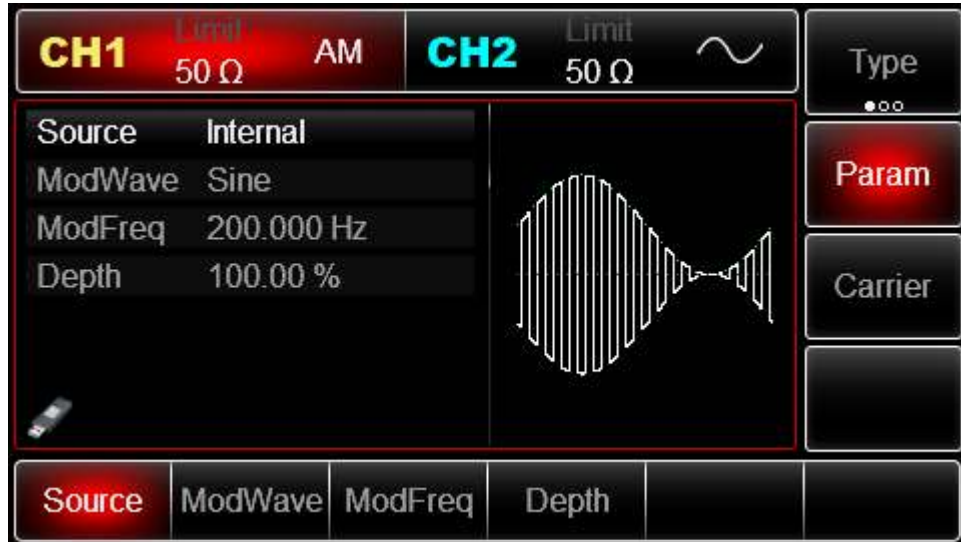 CH1 Limit 50 Ω AM CH2 Limit 50 Ω
Type
Source Internal
ModWave Sine
ModFreq 200.000 Hz
Depth 100.00 %
Param
Carrier
Source ModWave ModFreq Depth